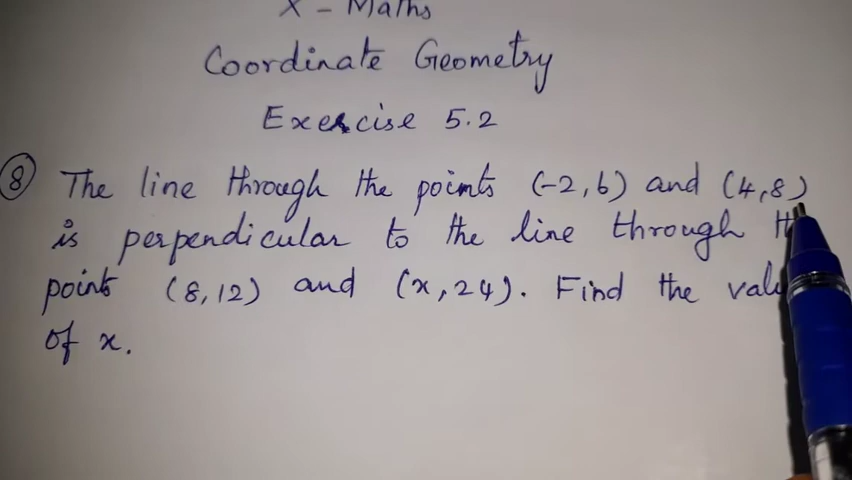 X - Maths
Coordinate Geometry
Exercise 5.2
8 The line through the points (-2,6) and (4,8)
is perpendicular to the line through
point (8,12) and (x,24). Find the
of x.